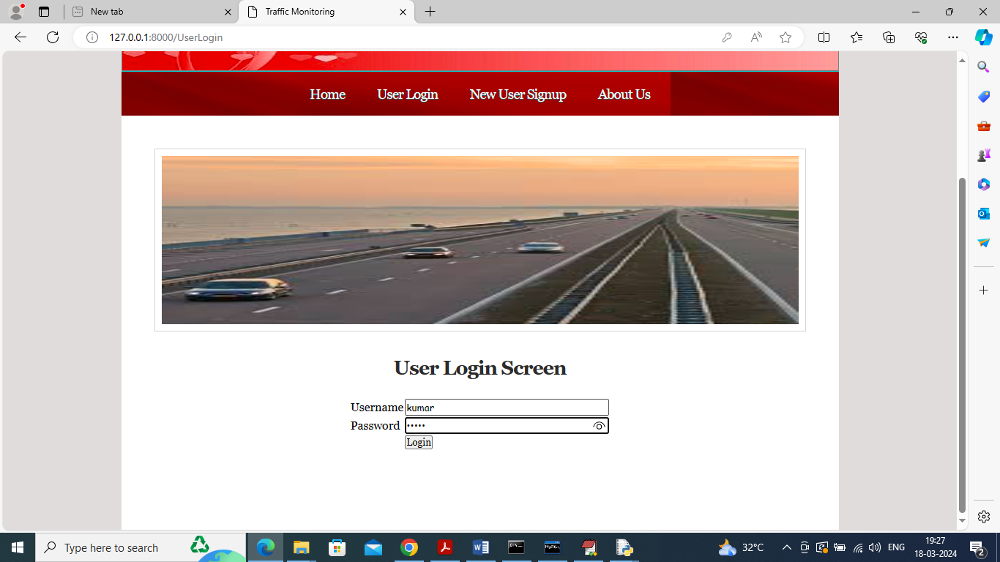 New tab
Traffic Monitoring
127.0.0.1:8000/UserLogin
Home User Login New User Signup About Us
User Login Screen
Username kumar
Password •••••
Login
Type here to search
32°C
ENG
19:27
18-03-2024
2